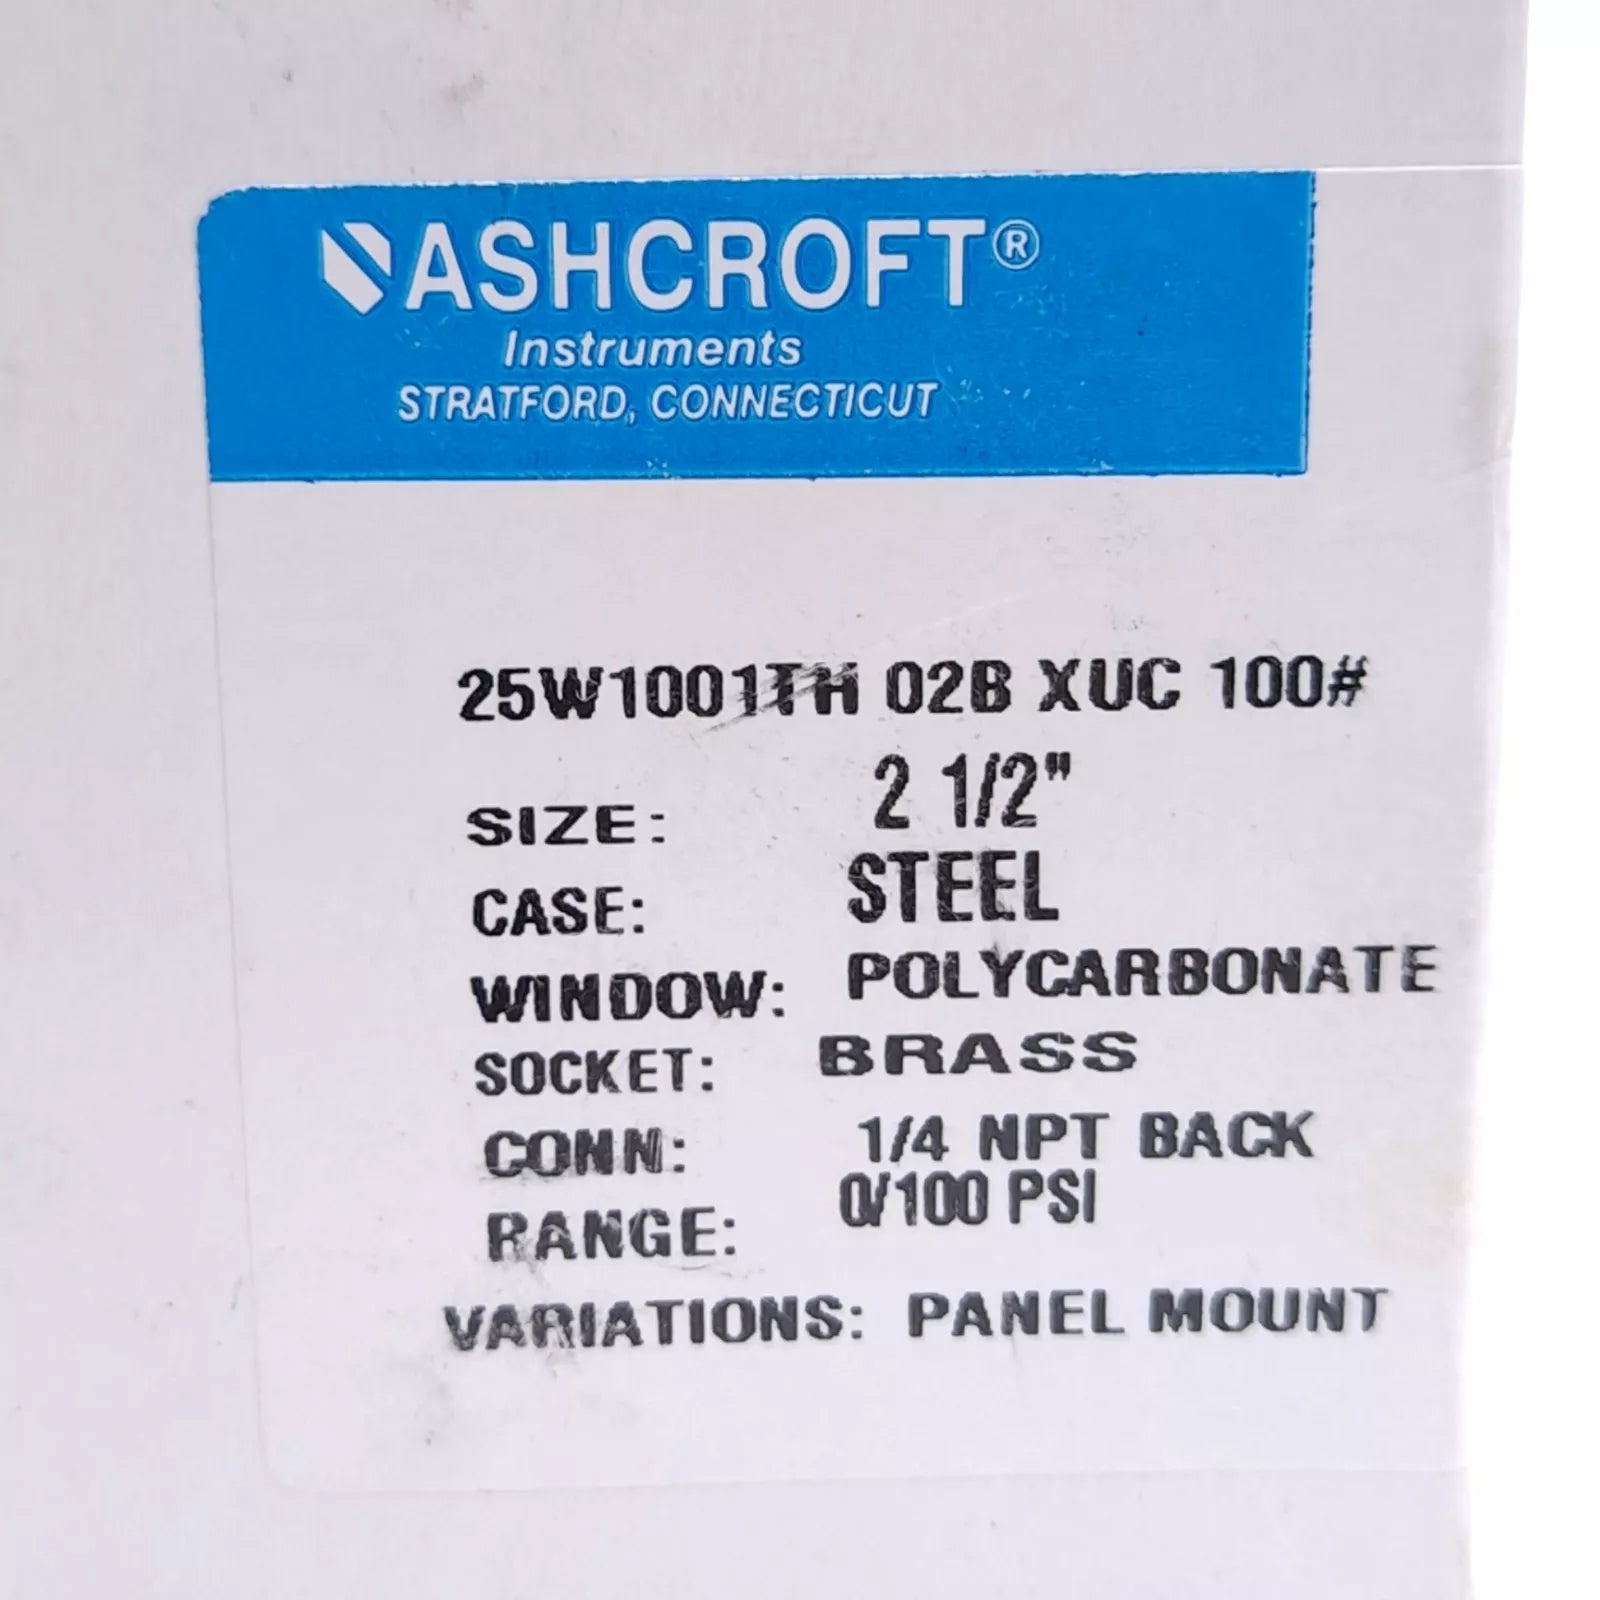 ASHCROFT®
Instruments
STRATFORD, CONNECTICUT
25W1001TH 02B XUC 100#
SIZE: 2 1/2"
CASE: STEEL
WINDOW: POLYCARBONATE
SOCKET: BRASS
CONN: 1/4 NPT BACK
RANGE: 0/100 PSI
VARIATIONS: PANEL MOUNT